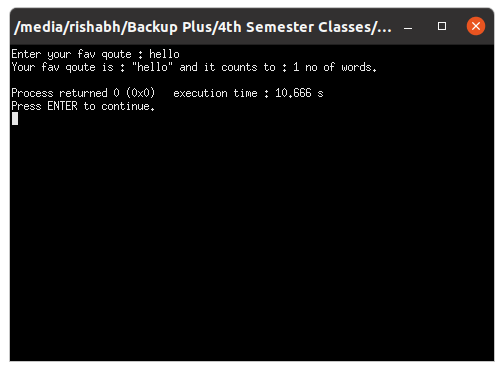 /media/rishabh/Backup Plus/4th Semester Classes/...
Enter your fav qoute : hello
Your fav qoute is : "hello" and it counts to : 1 no of words.
Process returned 0 (0x0)   execution time : 10.666 s
Press ENTER to continue.